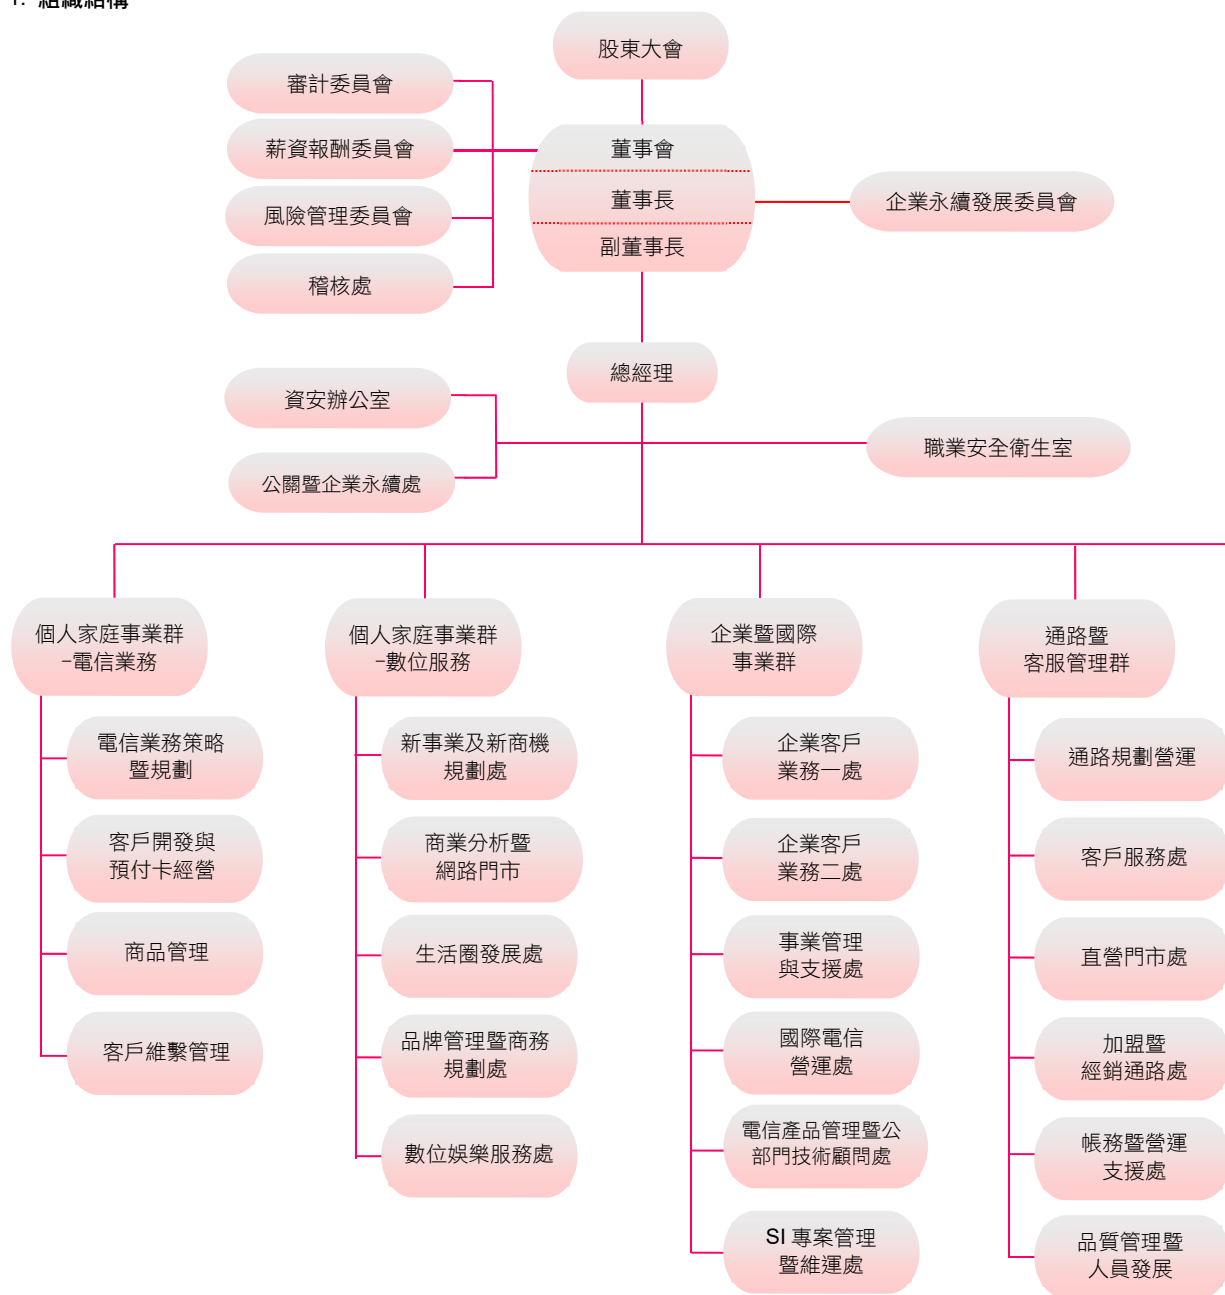 1. 組織結構
股東大會
審計委員會
薪資報酬委員會
風險管理委員會
稽核處
董事會
董事長
副董事長
企業永續發展委員會
總經理
資安辦公室
公關暨企業永續處
職業安全衛生室
個人家庭事業群
-電信業務
電信業務策略
暨規劃
客戶開發與
預付卡經營
商品管理
客戶維繫管理
個人家庭事業群
-數位服務
新事業及新商機
規劃處
商業分析暨
網路門市
生活圈發展處
品牌管理暨商務
規劃處
數位娛樂服務處
企業暨國際
事業群
企業客戶
業務一處
企業客戶
業務二處
事業管理
與支援處
國際電信
營運處
電信產品管理暨公
部門技術顧問處
SI 專案管理
暨維運處
通路暨
客服管理群
通路規劃營運
客戶服務處
直營門市處
加盟暨
經銷通路處
帳務暨營運
支援處
品質管理暨
人員發展